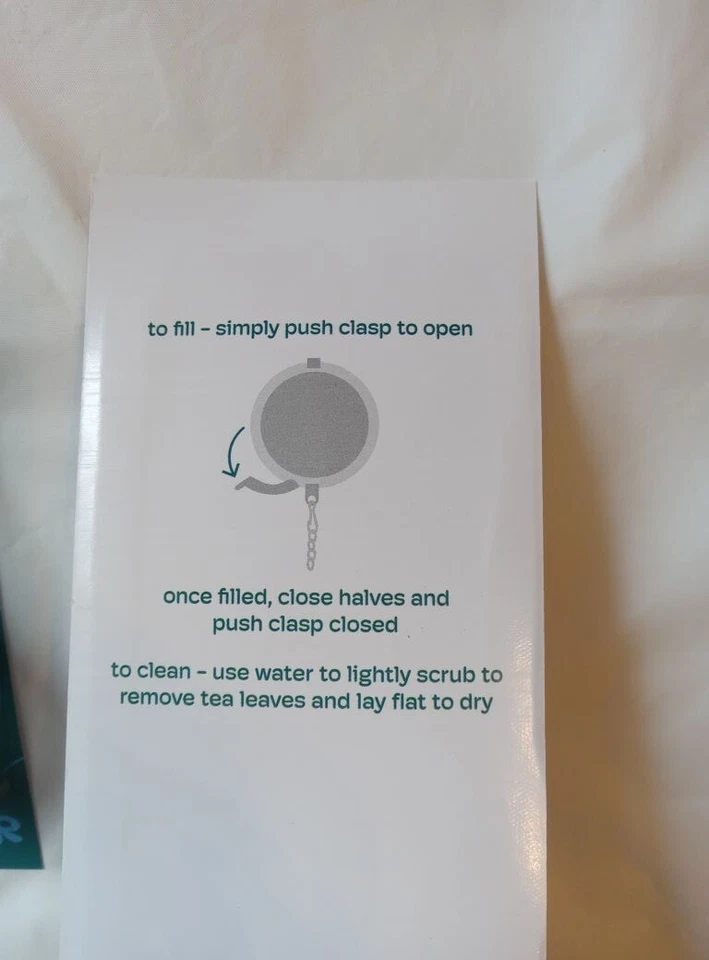 to fill – simply push clasp to open
once filled, close halves and
push clasp closed
to clean – use water to lightly scrub to
remove tea leaves and lay flat to dry
R